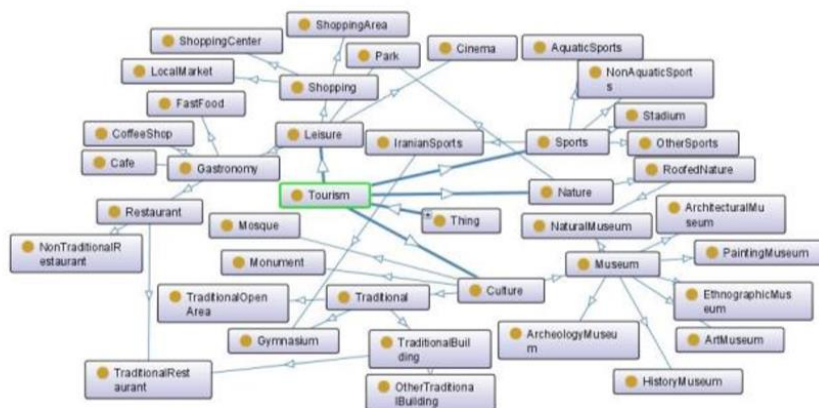 ShoppingArea
ShoppingCenter
Park
Cinema
AquaticSports
LocalMarket
Shopping
NonAquaticSport
s
FastFood
Stadium
CoffeeShop
Leisure
IranianSports
Sports
OtherSports
Cafe
Gastronomy
RoofedNature
Tourism
Nature
Restaurant
Thing
NaturalMuseum
ArchitecturalMu
seum
Mosque
NonTraditionalR
estaurant
Monument
Museum
PaintingMuseum
TraditionalOpen
Area
Traditional
Culture
EthnographicMus
eum
Gymnasium
TraditionalBuil
ding
ArcheologyMuseu
m
ArtMuseum
TraditionalRest
aurant
OtherTraditiona
lBuilding
HistoryMuseum